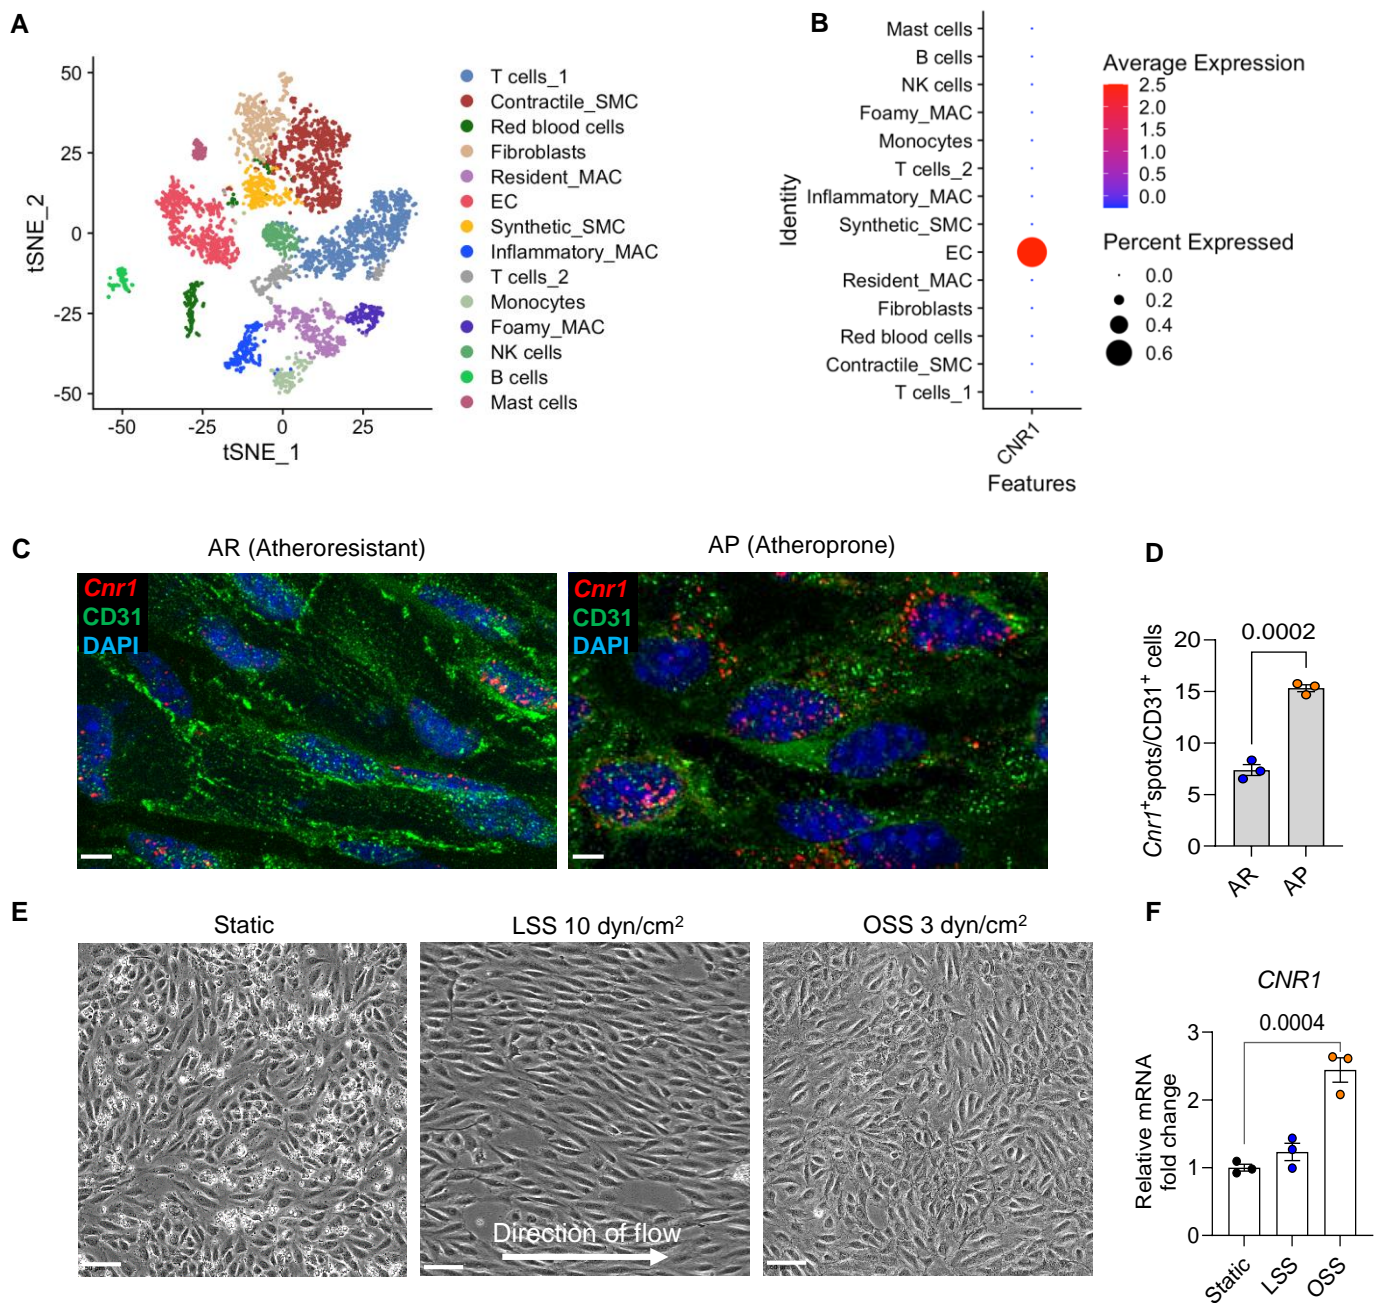 A
50
25
0
-25
-50
tSNE_2
-50
-25
0
25
tSNE_1
T cells_1
Contractile_SMC
Red blood cells
Fibroblasts
Resident_MAC
EC
Synthetic_SMC
Inflammatory_MAC
T cells_2
Monocytes
Foamy_MAC
NK cells
B cells
Mast cells
B
Identity
Mast cells
B cells
NK cells
Foamy_MAC
Monocytes
T cells_2
Inflammatory_MAC
Synthetic_SMC
EC
Resident_MAC
Fibroblasts
Red blood cells
Contractile_SMC
T cells_1
CNR1
Features
Average Expression
2.5
2.0
1.5
1.0
0.5
0.0
Percent Expressed
0.0
0.2
0.4
0.6
C
AR (Atheroresistant)
Cnr1
CD31
DAPI
AP (Atheroprone)
Cnr1
CD31
DAPI
D
Cnr1⁺spots/CD31⁺ cells
20
15
10
5
0
0.0002
AR
AP
E
Static
LSS 10 dyn/cm²
Direction of flow
OSS 3 dyn/cm²
F
CNR1
0.0004
Relative mRNA
fold change
3
2
1
0
Static
LSS
OSS